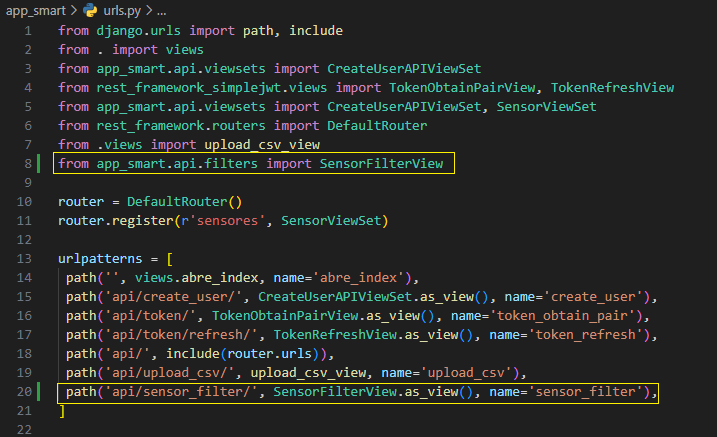 app_smart > urls.py > ...
1 from django.urls import path, include
2 from . import views
3 from app_smart.api.viewsets import CreateUserAPIViewSet
4 from rest_framework_simplejwt.views import TokenObtainPairView, TokenRefreshView
5 from app_smart.api.viewsets import CreateUserAPIViewSet, SensorViewSet
6 from rest_framework.routers import DefaultRouter
7 from .views import upload_csv_view
8 from app_smart.api.filters import SensorFilterView
9
10 router = DefaultRouter()
11 router.register(r'sensores', SensorViewSet)
12
13 urlpatterns = [
14 path('', views.abre_index, name='abre_index'),
15 path('api/create_user/', CreateUserAPIViewSet.as_view(), name='create_user'),
16 path('api/token/', TokenObtainPairView.as_view(), name='token_obtain_pair'),
17 path('api/token/refresh/', TokenRefreshView.as_view(), name='token_refresh'),
18 path('api/', include(router.urls)),
19 path('api/upload_csv/', upload_csv_view, name='upload_csv'),
20 path('api/sensor_filter/', SensorFilterView.as_view(), name='sensor_filter'),
21 ]
22